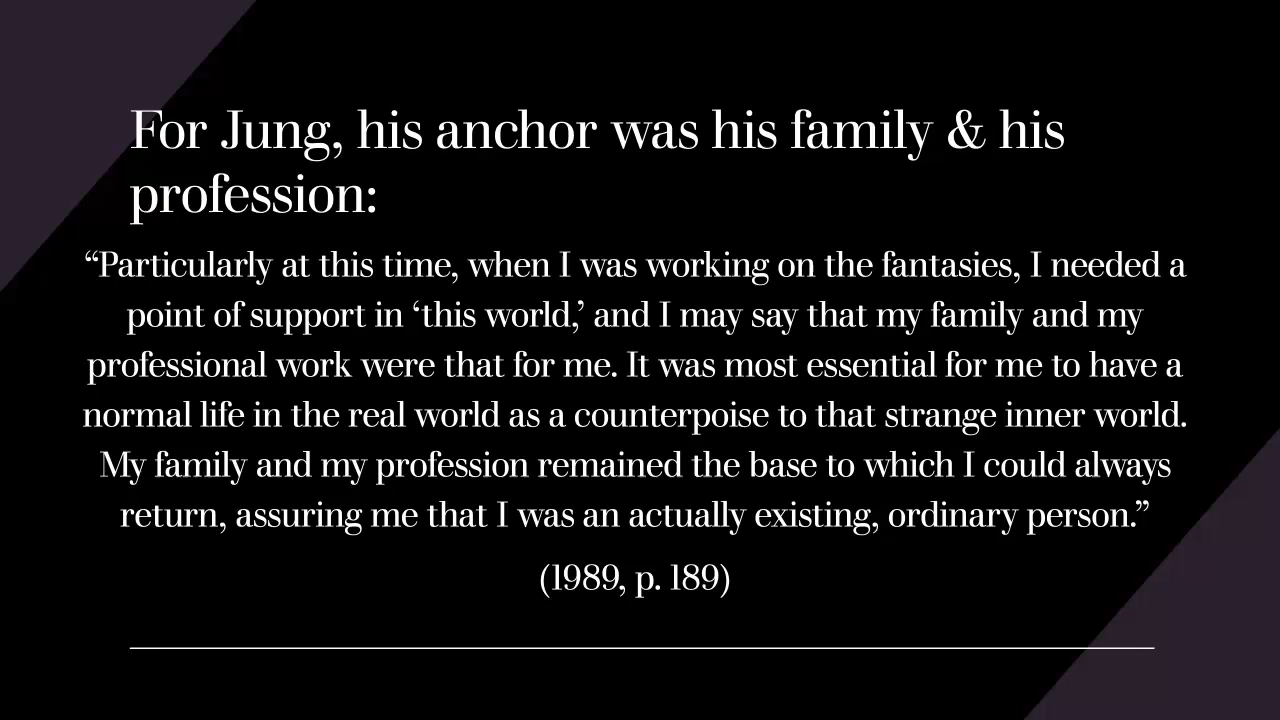 For Jung, his anchor was his family & his
profession:
“Particularly at this time, when I was working on the fantasies, I needed a
point of support in ‘this world,’ and I may say that my family and my
professional work were that for me. It was most essential for me to have a
normal life in the real world as a counterpoise to that strange inner world.
My family and my profession remained the base to which I could always
return, assuring me that I was an actually existing, ordinary person.”
(1989, p. 189)